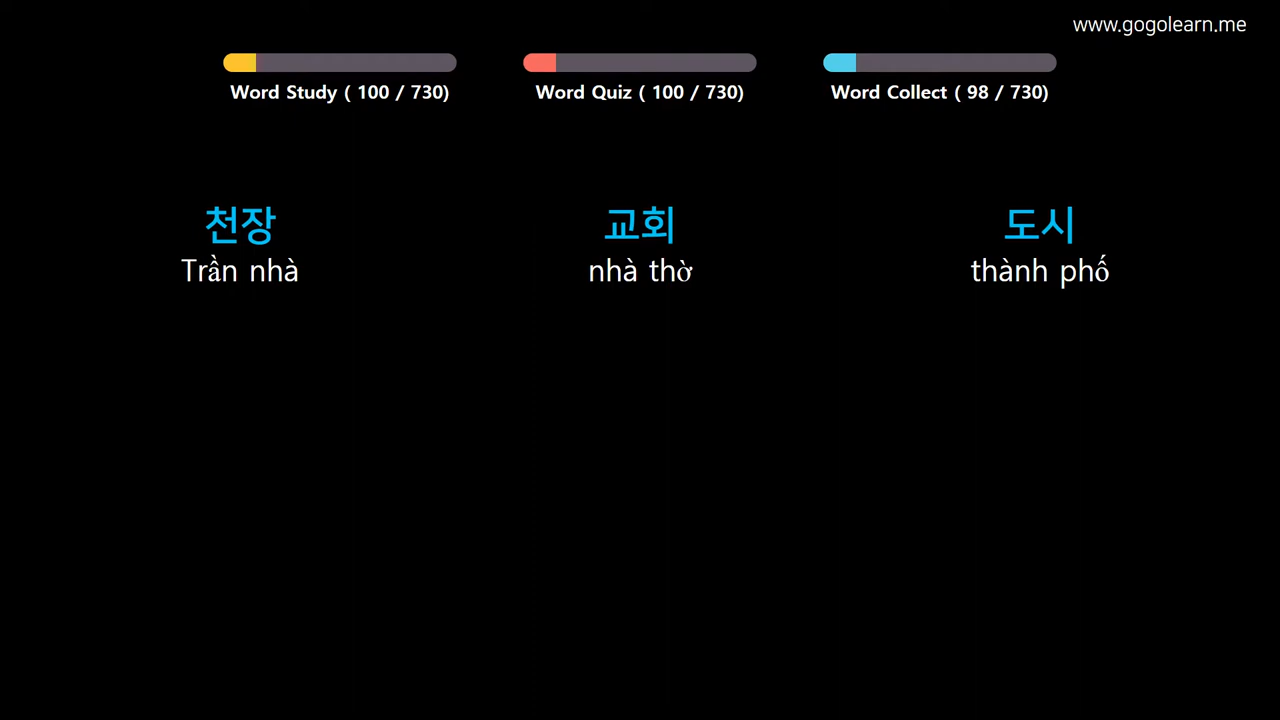 www.gogolearn.me
Word Study ( 100 / 730)
Word Quiz ( 100 / 730)
Word Collect ( 98 / 730)
천장
Trần nhà
교회
nhà thờ
도시
thành phố